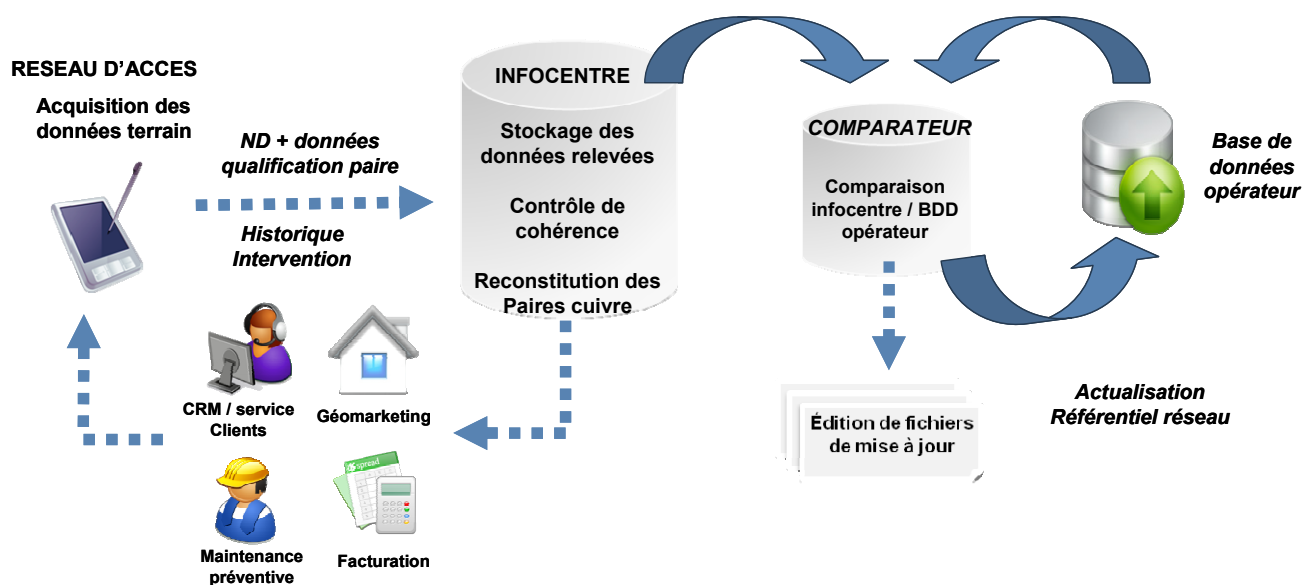 RESEAU D'ACCES
Acquisition des
données terrain
ND + données
qualification paire
Historique
Intervention
INFOCENTRE
Stockage des
données relevées
Contrôle de
cohérence
Reconstitution des
Paires cuivre
COMPARATEUR
Comparaison
infocentre / BDD
opérateur
Base de
données
opérateur
CRM / service
Clients
Géomarketing
Maintenance
préventive
spread
Facturation
Édition de fichiers
de mise à jour
Actualisation
Référentiel réseau